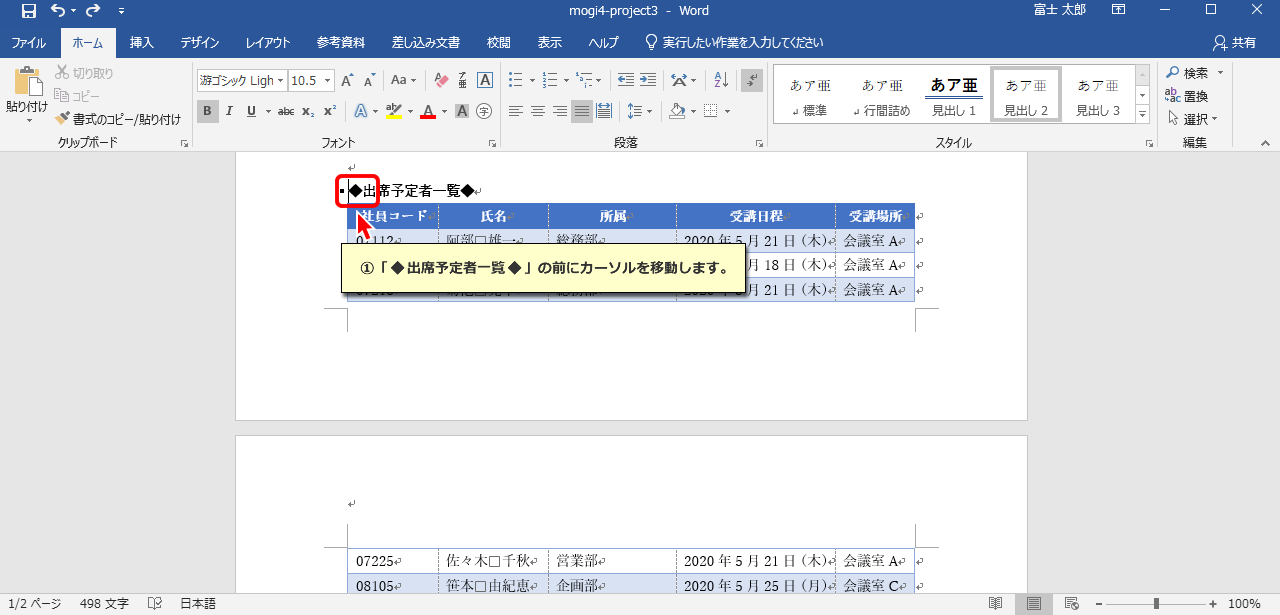 mogi4-project3 - Word
富士 太郎
ファイル ホーム 挿入 デザイン レイアウト 参考資料 差し込み文書 校閲 表示 ヘルプ 実行したい作業を入力してください 共有
貼り付け
切り取り
コピー
書式のコピー/貼り付け
クリップボード
游ゴシック Ligh 10.5
B I U abc
フォント
段落
あア亜 あア亜 あア亜 あア亜 あア亜
標準 行間詰め 見出し 1 見出し 2 見出し 3
スタイル
検索
置換
選択
編集
◆出席予定者一覧◆
社員コード 氏名 所属 受講日程 受講場所
07112 阿部□雄一 総務部 2020 年 5 月 21 日 (木) 会議室 A
①「 ◆ 出席予定者一覧 ◆ 」の前にカーソルを移動します。
月 18 日 (木) 会議室 A
2020 年 5 月 21 日 (木) 会議室 A
07225 佐々木□千秋 営業部 2020 年 5 月 21 日 (木) 会議室 A
08105 笹本□由紀恵 企画部 2020 年 5 月 25 日 (月) 会議室 C
1/2 ページ 498 文字 日本語 100%